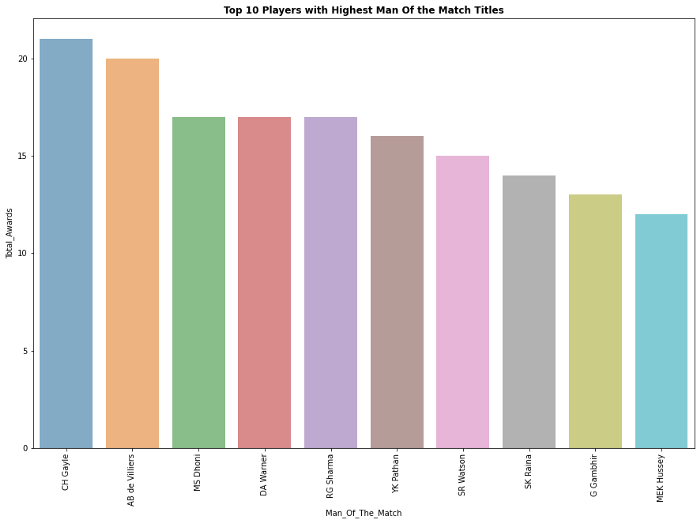 Top 10 Players with Highest Man Of the Match Titles
Total_Awards
20
15
10
5
0
CH Gayle
AB de Villiers
MS Dhoni
DA Warner
RG Sharma
YK Pathan
SR Watson
SK Raina
G Gambhir
MEK Hussey
Man_Of_The_Match